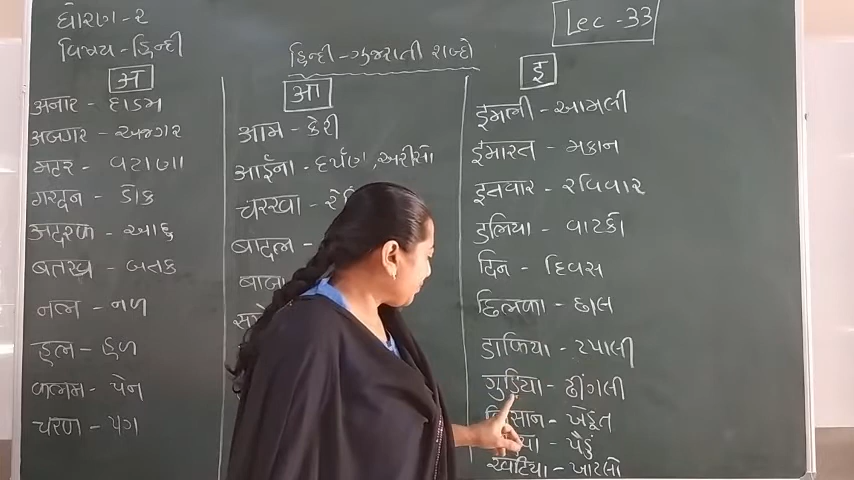 ધોરણ - ૨
વિષય - હિન્દી
Lec - 33
હિન્દી - ગુજરાતી શબ્દો
अ
अनार - દાડમ
अजगर - અજગર
मटर - વટાણા
गरदन - ડોક
अदरक - આદુ
बतख - બતક
नल - નળ
हल - હળ
कलम - પેન
चरण - પગ
आ
आम - કેરી
आईना - દર્પણ, અરીસો
चरखा -
बादल -
इ
इमली - આમલી
इमारत - મકાન
इतवार - રવિવાર
डलिया - વાટકી
दिन - દિવસ
छिलका - છાલ
डाकिया - ટપાલી
गुड़िया - ઢીંગલી
किसान - ખેડૂત
- પૈડું
खटिया - ખાટલો